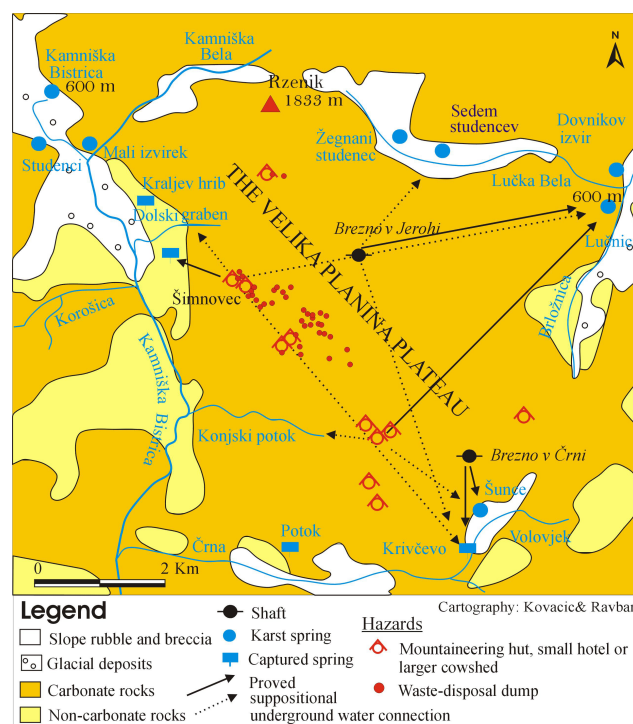 Kamniška
Bistrica
600 m
Kamniška
Bela
N
Rzenik
1833 m
Sedem
studencev
Dovnikov
izvir
Žegnani
studenec
Studenci
Mali izvirek
Kraljev hrib
Dolski graben
Lučka Bela
600 m
Lučnica
THE VELIKA PLANINA PLATEAU
Brezno v Jerohi
Šimnovec
Korošica
Brložnica
Kamniška
Bistrica
Konjski potok
Brezno v Črni
Šunce
Volovjek
Krivčevo
Potok
Črna
0 2 Km
Legend
Cartography: Kovacic& Ravbar
Slope rubble and breccia
Glacial deposits
Carbonate rocks
Non-carbonate rocks
Shaft
Karst spring
Captured spring
Proved
suppositional
underground water connection
Hazards
Mountaineering hut, small hotel or
larger cowshed
Waste-disposal dump